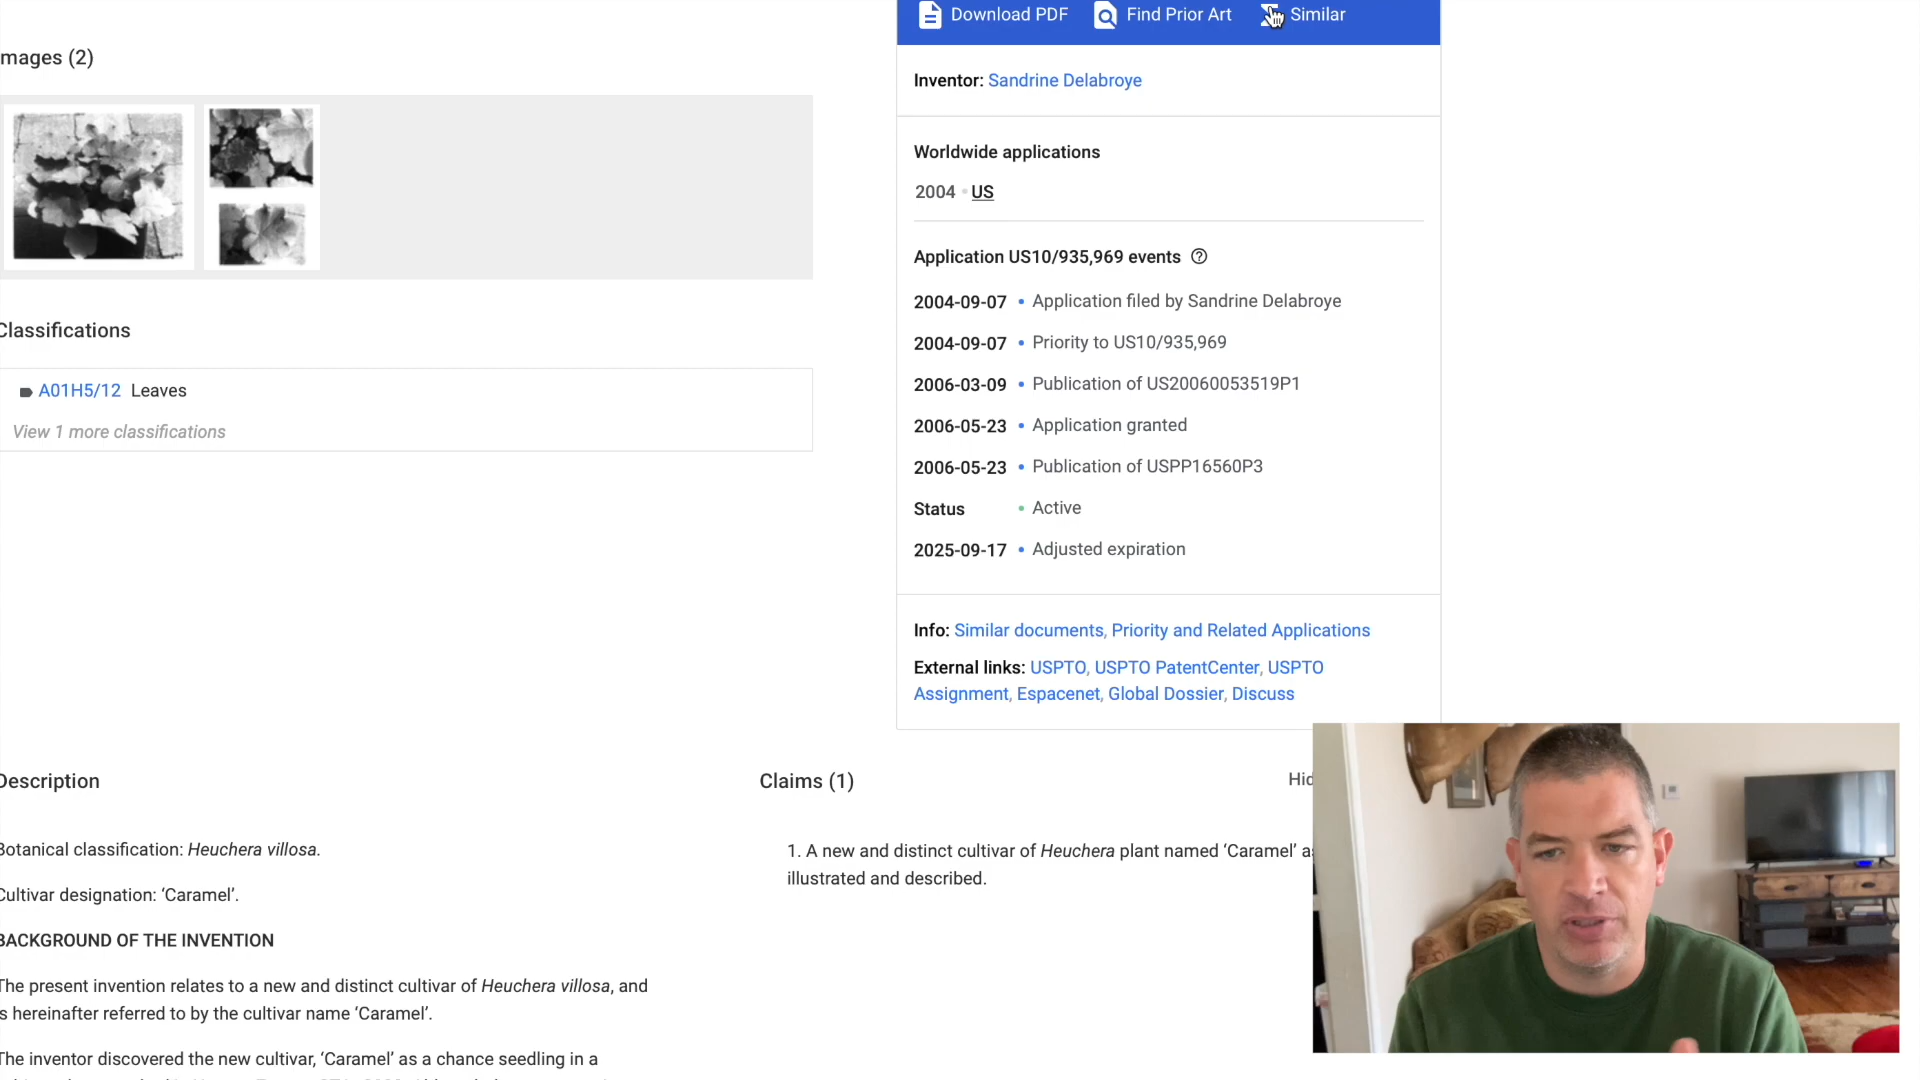 Download PDF Find Prior Art Similar
mages (2)
Inventor: Sandrine Delabroye
Worldwide applications
2004 • US
Application US10/935,969 events
2004-09-07 • Application filed by Sandrine Delabroye
2004-09-07 • Priority to US10/935,969
2006-03-09 • Publication of US20060053519P1
2006-05-23 • Application granted
2006-05-23 • Publication of USPP16560P3
Status • Active
2025-09-17 • Adjusted expiration
Classifications
A01H5/12 Leaves
View 1 more classifications
Info: Similar documents, Priority and Related Applications
External links: USPTO, USPTO PatentCenter, USPTO
Assignment, Espacenet, Global Dossier, Discuss
Description
Botanical classification: Heuchera villosa.
Cultivar designation: ‘Caramel’.
BACKGROUND OF THE INVENTION
The present invention relates to a new and distinct cultivar of Heuchera villosa, and
s hereinafter referred to by the cultivar name ‘Caramel’.
The inventor discovered the new cultivar, ‘Caramel’ as a chance seedling in a
Claims (1)
Hid
1. A new and distinct cultivar of Heuchera plant named ‘Caramel’ as
illustrated and described.